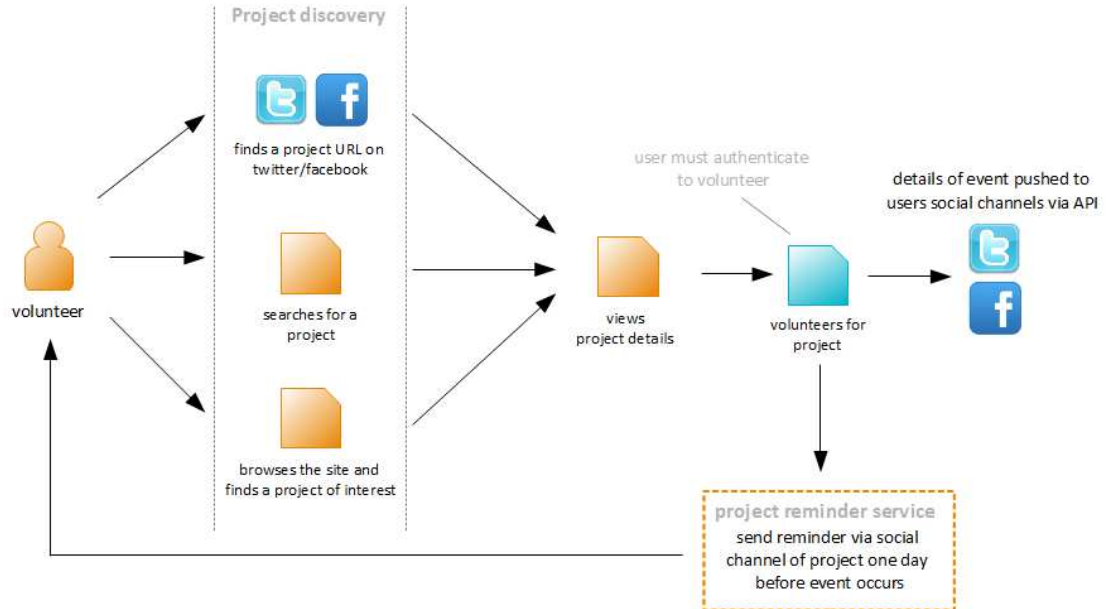 Project discovery
finds a project URL on
twitter/facebook
volunteer
searches for a
project
browses the site and
finds a project of interest
views
project details
user must authenticate
to volunteer
volunteers for
project
details of event pushed to
users social channels via API
project reminder service
send reminder via social
channel of project one day
before event occurs